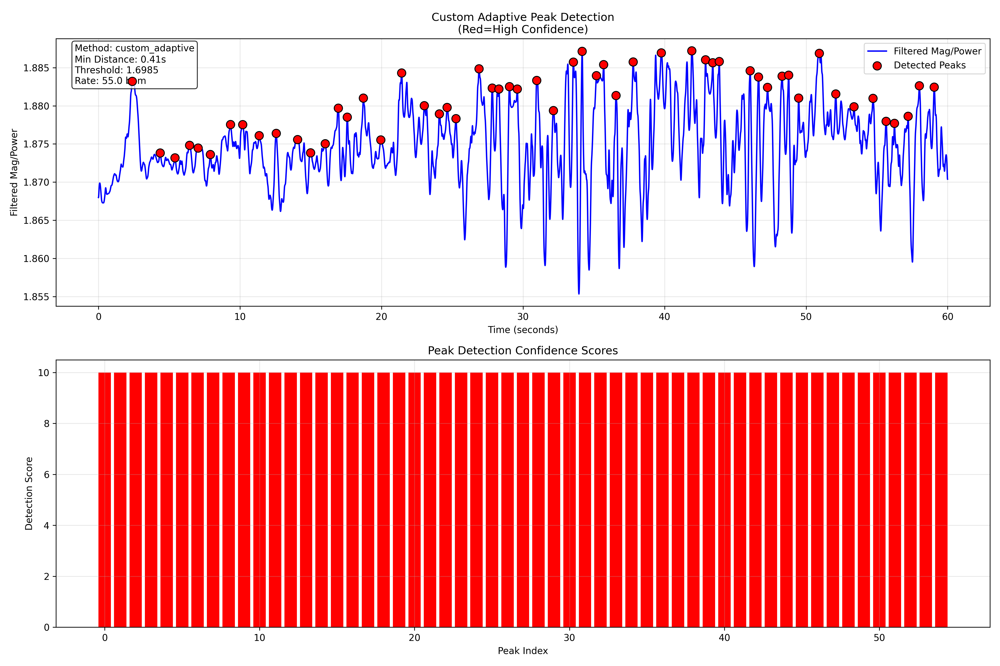 Custom Adaptive Peak Detection
(Red=High Confidence)
Method: custom_adaptive
Min Distance: 0.41s
Threshold: 1.6985
Rate: 55.0
Filtered Mag/Power
Detected Peaks
Filtered Mag/Power
1.885
1.880
1.875
1.870
1.865
1.860
1.855
0 10 20 30 40 50 60
Time (seconds)
Peak Detection Confidence Scores
Detection Score
10
8
6
4
2
0
0 10 20 30 40 50
Peak Index